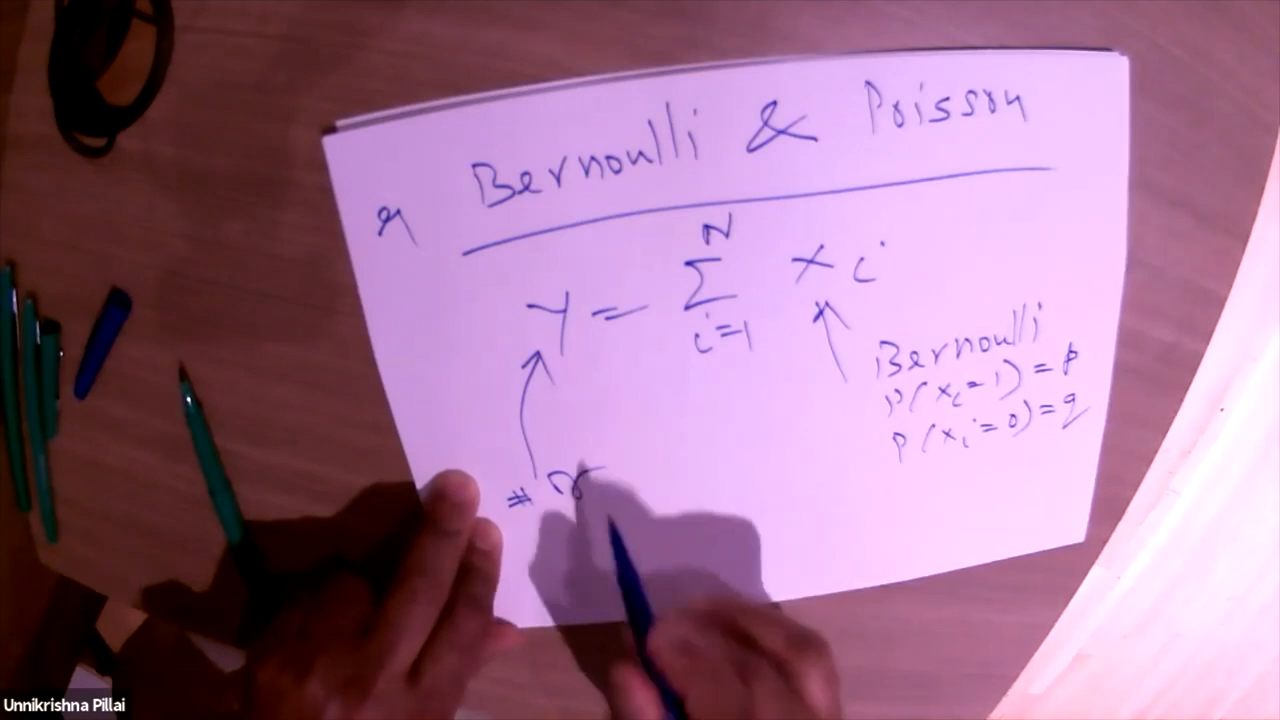 Bernoulli & Poisson
Y = Σ_{i=1}^{N} X_i
Bernoulli
P(X_i=1) = p
P(X_i=0) = q
#
Unnikrishna Pillai